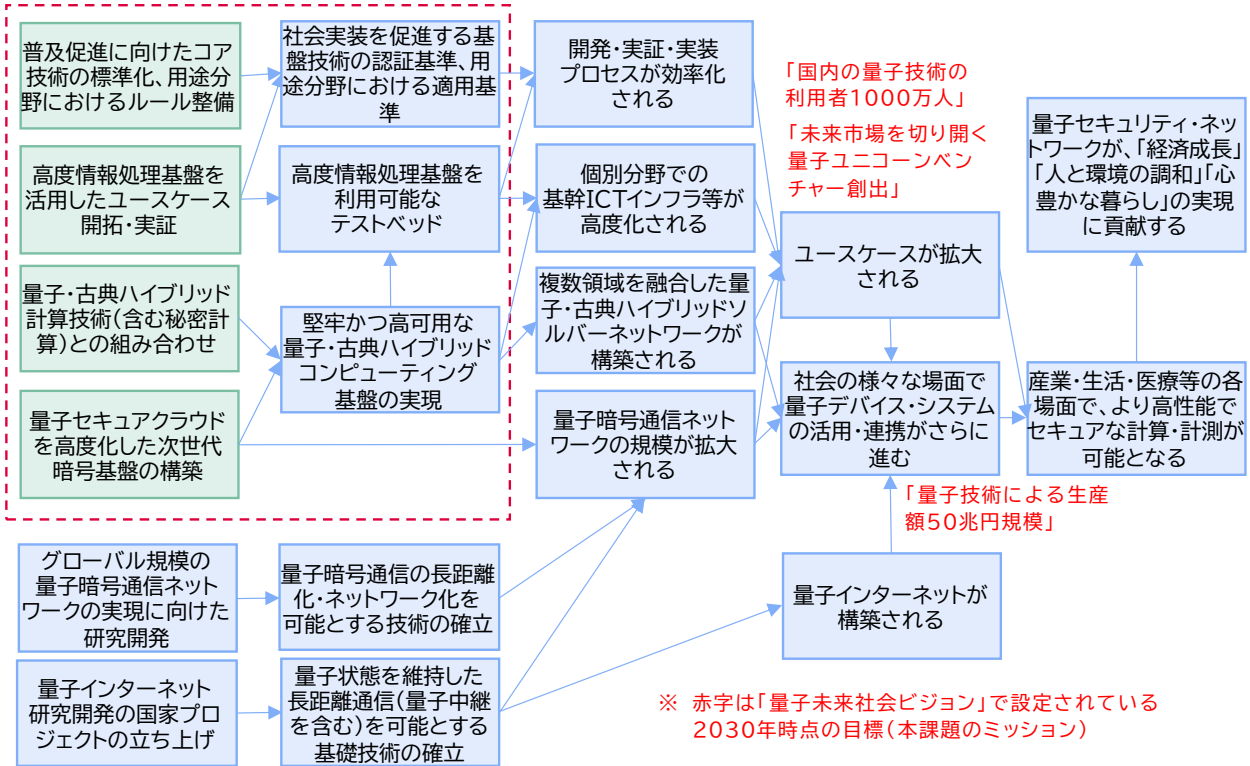 普及促進に向けたコア
技術の標準化、用途分
野におけるルール整備
高度情報処理基盤を
活用したユースケース
開拓・実証
量子・古典ハイブリッド
計算技術(含む秘密計
算)との組み合わせ
量子セキュアクラウド
を高度化した次世代
暗号基盤の構築
グローバル規模の
量子暗号通信ネット
ワークの実現に向けた
研究開発
量子インターネット
研究開発の国家プロ
ジェクトの立ち上げ
社会実装を促進する基
盤技術の認証基準、用
途分野における適用基
準
高度情報処理基盤を
利用可能な
テストベッド
堅牢かつ高可用な
量子・古典ハイブリッド
コンピューティング
基盤の実現
量子暗号通信の長距離
化・ネットワーク化を
可能とする技術の確立
量子状態を維持した
長距離通信(量子中継
を含む)を可能とする
基礎技術の確立
開発・実証・実装
プロセスが効率化
される
個別分野での
基幹ICTインフラ等が
高度化される
複数領域を融合した量
子・古典ハイブリッドソ
ルバーネットワークが
構築される
量子暗号通信ネット
ワークの規模が拡大
される
「国内の量子技術の
利用者1000万人」
「未来市場を切り開く
量子ユニコーンベン
チャー創出」
ユースケースが拡大
される
社会の様々な場面で
量子デバイス・システム
の活用・連携がさらに
進む
「量子技術による生産
額50兆円規模」
量子インターネットが
構築される
量子セキュリティ・ネッ
トワークが、「経済成長」
「人と環境の調和」「心
豊かな暮らし」の実現
に貢献する
産業・生活・医療等の各
場面で、より高性能で
セキュアな計算・計測が
可能となる
※ 赤字は「量子未来社会ビジョン」で設定されている
2030年時点の目標(本課題のミッション)